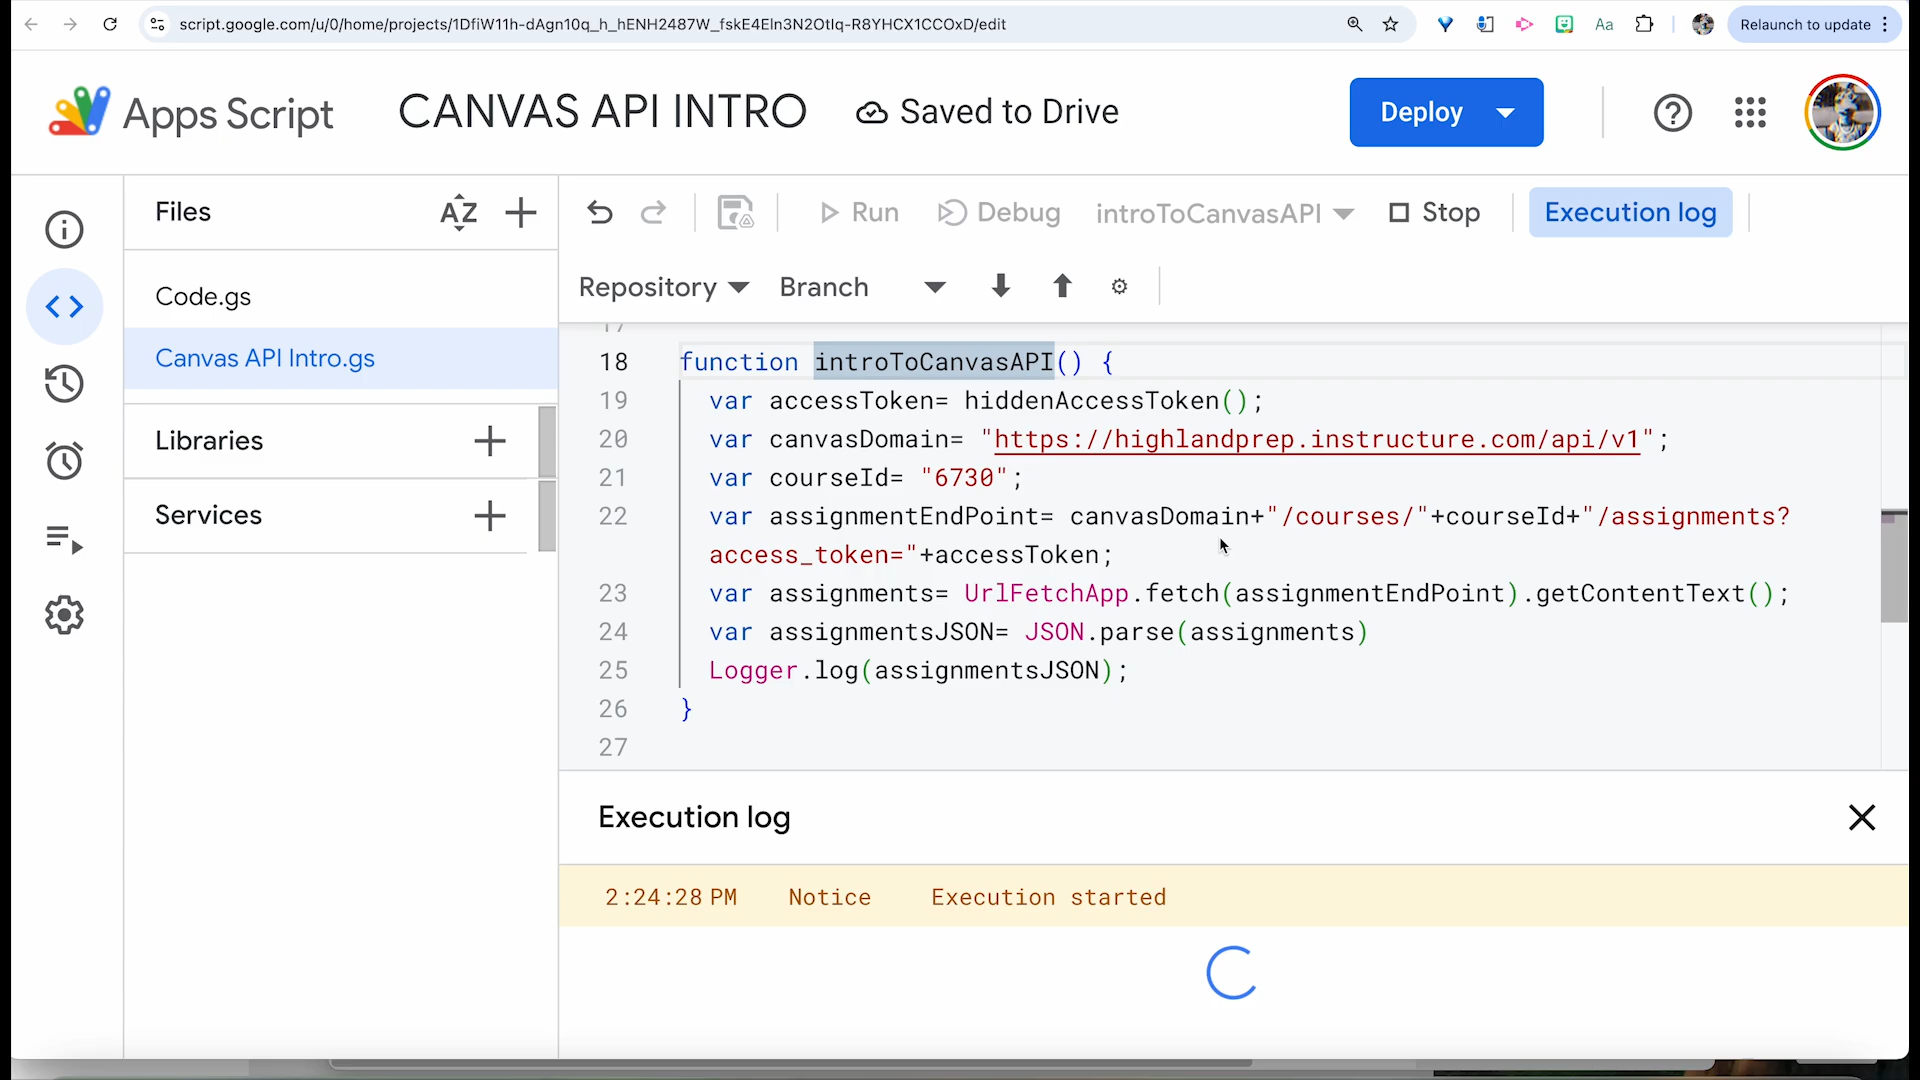 script.google.com/u/0/home/projects/1DfiW11h-dAgn10q_h_hENH2487W_fskE4Eln3N2Otlq-R8YHCX1CCOxD/edit
Aa
Relaunch to update
Apps Script
CANVAS API INTRO
Saved to Drive
Deploy
Files
AZ
Run
Debug
introToCanvasAPI
Stop
Execution log
Code.gs
Canvas API Intro.gs
Libraries
Services
Repository
Branch
17
18 function introToCanvasAPI() {
19 var accessToken= hiddenAccessToken();
20 var canvasDomain= "https://highlandprep.instructure.com/api/v1";
21 var courseId= "6730";
22 var assignmentEndPoint= canvasDomain+"/courses/"+courseId+"/assignments?
access_token="+accessToken;
23 var assignments= UrlFetchApp.fetch(assignmentEndPoint).getContentText();
24 var assignmentsJSON= JSON.parse(assignments)
25 Logger.log(assignmentsJSON);
26 }
27
Execution log
2:24:28 PM Notice Execution started